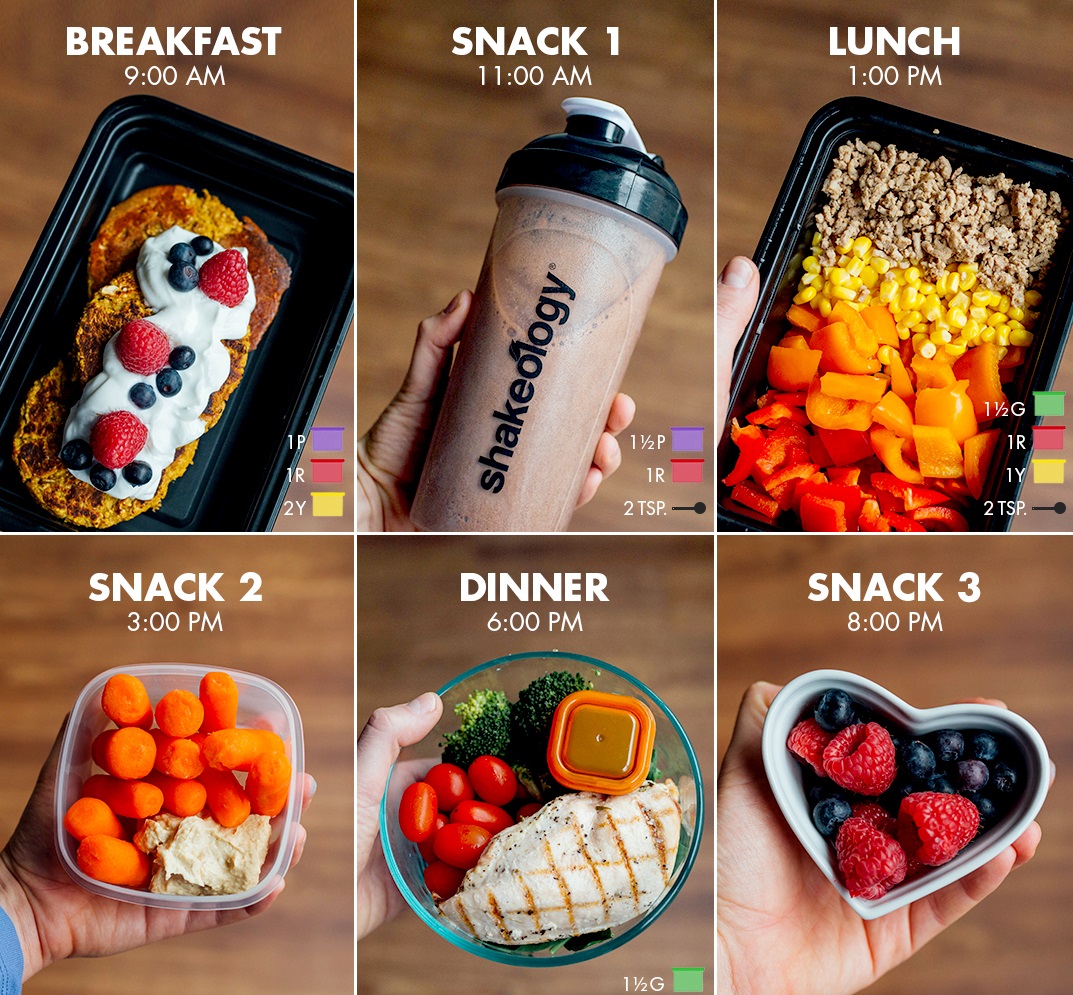 BREAKFAST
9:00 AM
1P
1R
2Y
SNACK 1
11:00 AM
shakeology®
1½P
1R
2 TSP.
LUNCH
1:00 PM
1½G
1R
1Y
2 TSP.
SNACK 2
3:00 PM
DINNER
6:00 PM
1½G
SNACK 3
8:00 PM